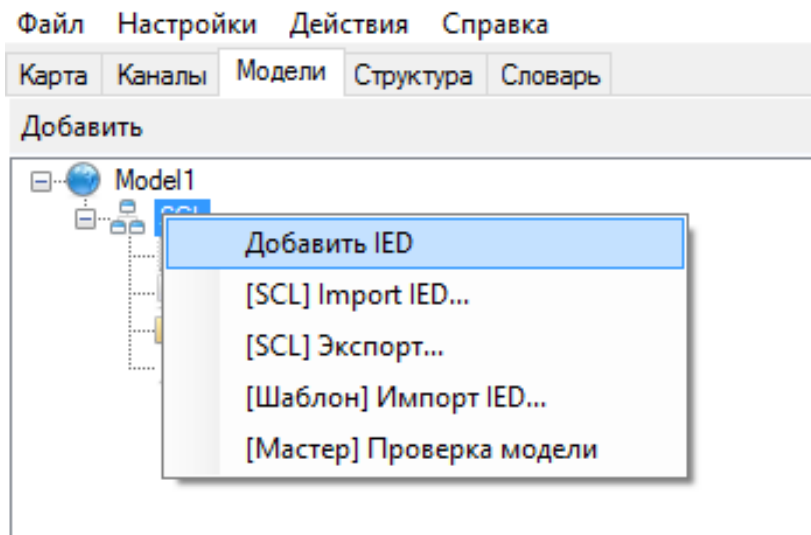 Файл Настройки Действия Справка
Карта Каналы Модели Структура Словарь
Добавить
Model1
SCL
Добавить IED
[SCL] Import IED...
[SCL] Экспорт...
[Шаблон] Импорт IED...
[Мастер] Проверка модели